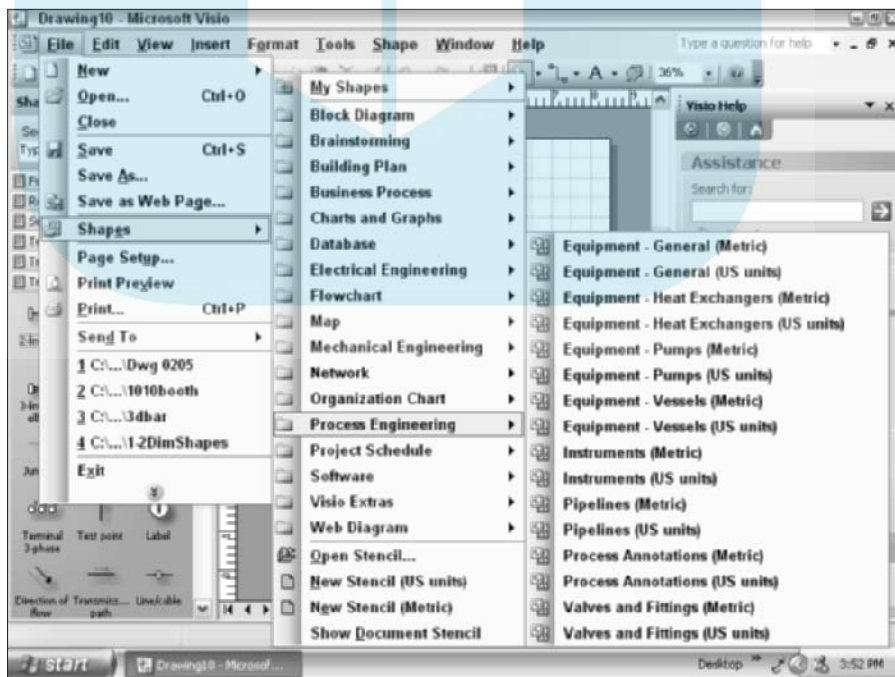 Drawing10 - Microsoft Visio
File Edit View Insert Format Tools Shape Window Help
Type a question for help
A
36%
New
Open... Ctrl+O
Close
Save Ctrl+S
Save As...
Save as Web Page...
Shapes
Page Setup...
Print Preview
Print... Ctrl+P
Send To
1 C:\...\Dwg 0205
2 C:\...\1010booth
3 C:\...\3dbar
4 C:\...\1-2DimShapes
Exit
My Shapes
Block Diagram
Brainstorming
Building Plan
Business Process
Charts and Graphs
Database
Electrical Engineering
Flowchart
Map
Mechanical Engineering
Network
Organization Chart
Process Engineering
Project Schedule
Software
Visio Extras
Web Diagram
Open Stencil...
New Stencil (US units)
New Stencil (Metric)
Show Document Stencil
Equipment - General (Metric)
Equipment - General (US units)
Equipment - Heat Exchangers (Metric)
Equipment - Heat Exchangers (US units)
Equipment - Pumps (Metric)
Equipment - Pumps (US units)
Equipment - Vessels (Metric)
Equipment - Vessels (US units)
Instruments (Metric)
Instruments (US units)
Pipelines (Metric)
Pipelines (US units)
Process Annotations (Metric)
Process Annotations (US units)
Valves and Fittings (Metric)
Valves and Fittings (US units)
Visio Help
Assistance
Search for:
Terminal Test point Label
3-phase
Direction of Transmiss... Line/cable
flow path
start Drawing10 - Microsof... Desktop 3:52 PM